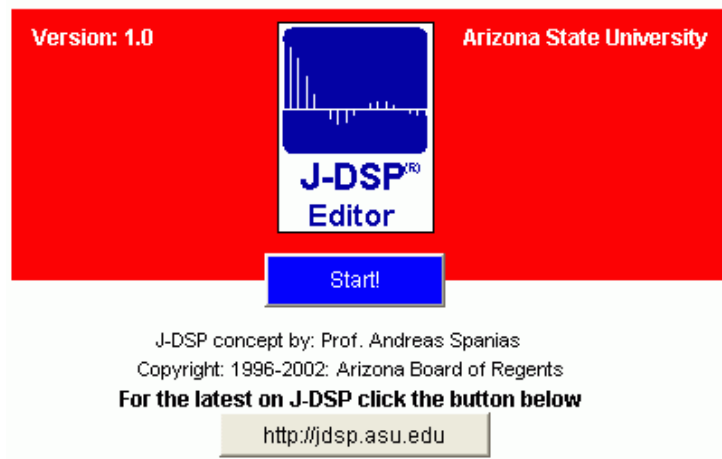 Version: 1.0
Arizona State University
J-DSP(R)
Editor
Start!
J-DSP concept by: Prof. Andreas Spanias
Copyright: 1996-2002: Arizona Board of Regents
For the latest on J-DSP click the button below
http://jdsp.asu.edu